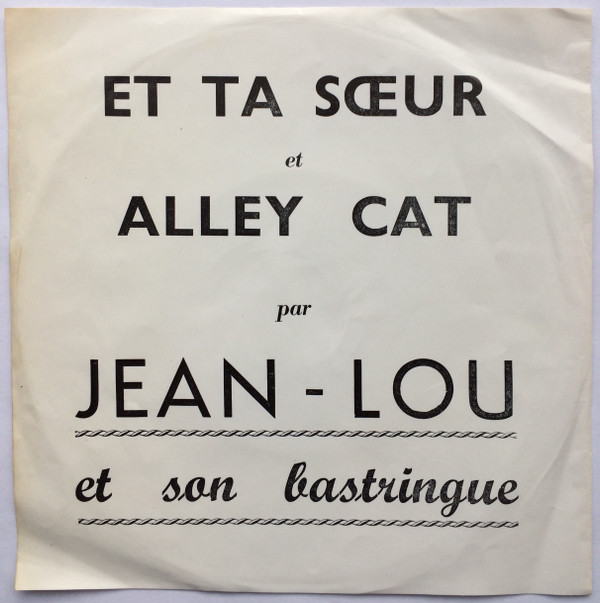 ET TA SŒUR
et
ALLEY CAT
par
JEAN - LOU
et son bastringue